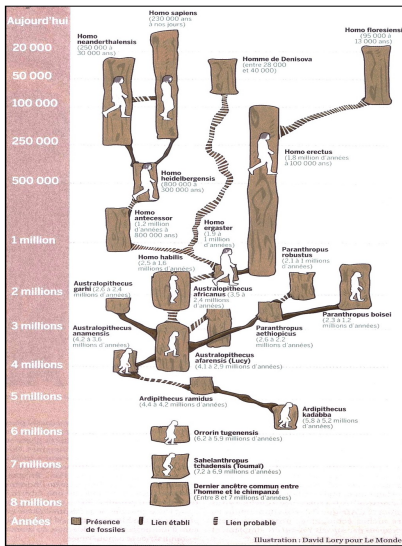 Aujourd'hui
20 000
50 000
100 000
250 000
500 000
1 million
2 millions
3 millions
4 millions
5 millions
6 millions
7 millions
8 millions
Années
Homo
neanderthalensis
(250 000 à
30 000 ans)
Homo sapiens
(230 000 ans
à nos jours)
Homme de Denisova
(entre 28 000
et 40 000)
Homo floresiensis
(95 000 à
13 000 ans)
Homo erectus
(1,8 million d'années
à 100 000 ans)
Homo
heidelbergensis
(800 000 à
300 000 ans)
Homo
antecessor
(1,2 million
d'années à
800 000 ans)
Homo
ergaster
(1,9 à
1 million
d'années)
Homo habilis
(2,5 à 1,6
millions d'années)
Paranthropus
robustus
(2,1 à 1 million
d'années)
Australopithecus
garhi (2,6 à 2,4
millions d'années)
Australopithecus
africanus (3,5 à
2,4 millions
d'années)
Paranthropus boisei
(2,3 à 1,2
millions d'années)
Australopithecus
anamensis
(4,2 à 3,6
millions d'années)
Paranthropus
aethiopicus
(2,6 à 2,2
millions d'années)
Australopithecus
afarensis (Lucy)
(4,1 à 2,9 millions d'années)
Ardipithecus ramidus
(4,4 à 4,2 millions d'années)
Ardipithecus
kadabba
(5,8 à 5,2 millions
d'années)
Orrorin tugenensis
(6,2 à 5,9 millions d'années)
Sahelanthropus
tchadensis (Toumaï)
(7,2 à 6,9 millions d'années)
Dernier ancêtre commun entre
l'homme et le chimpanzé
(Entre 8 et 7 millions d'années)
Présence
de fossiles
Lien établi
Lien probable
Illustration : David Lory pour Le Monde